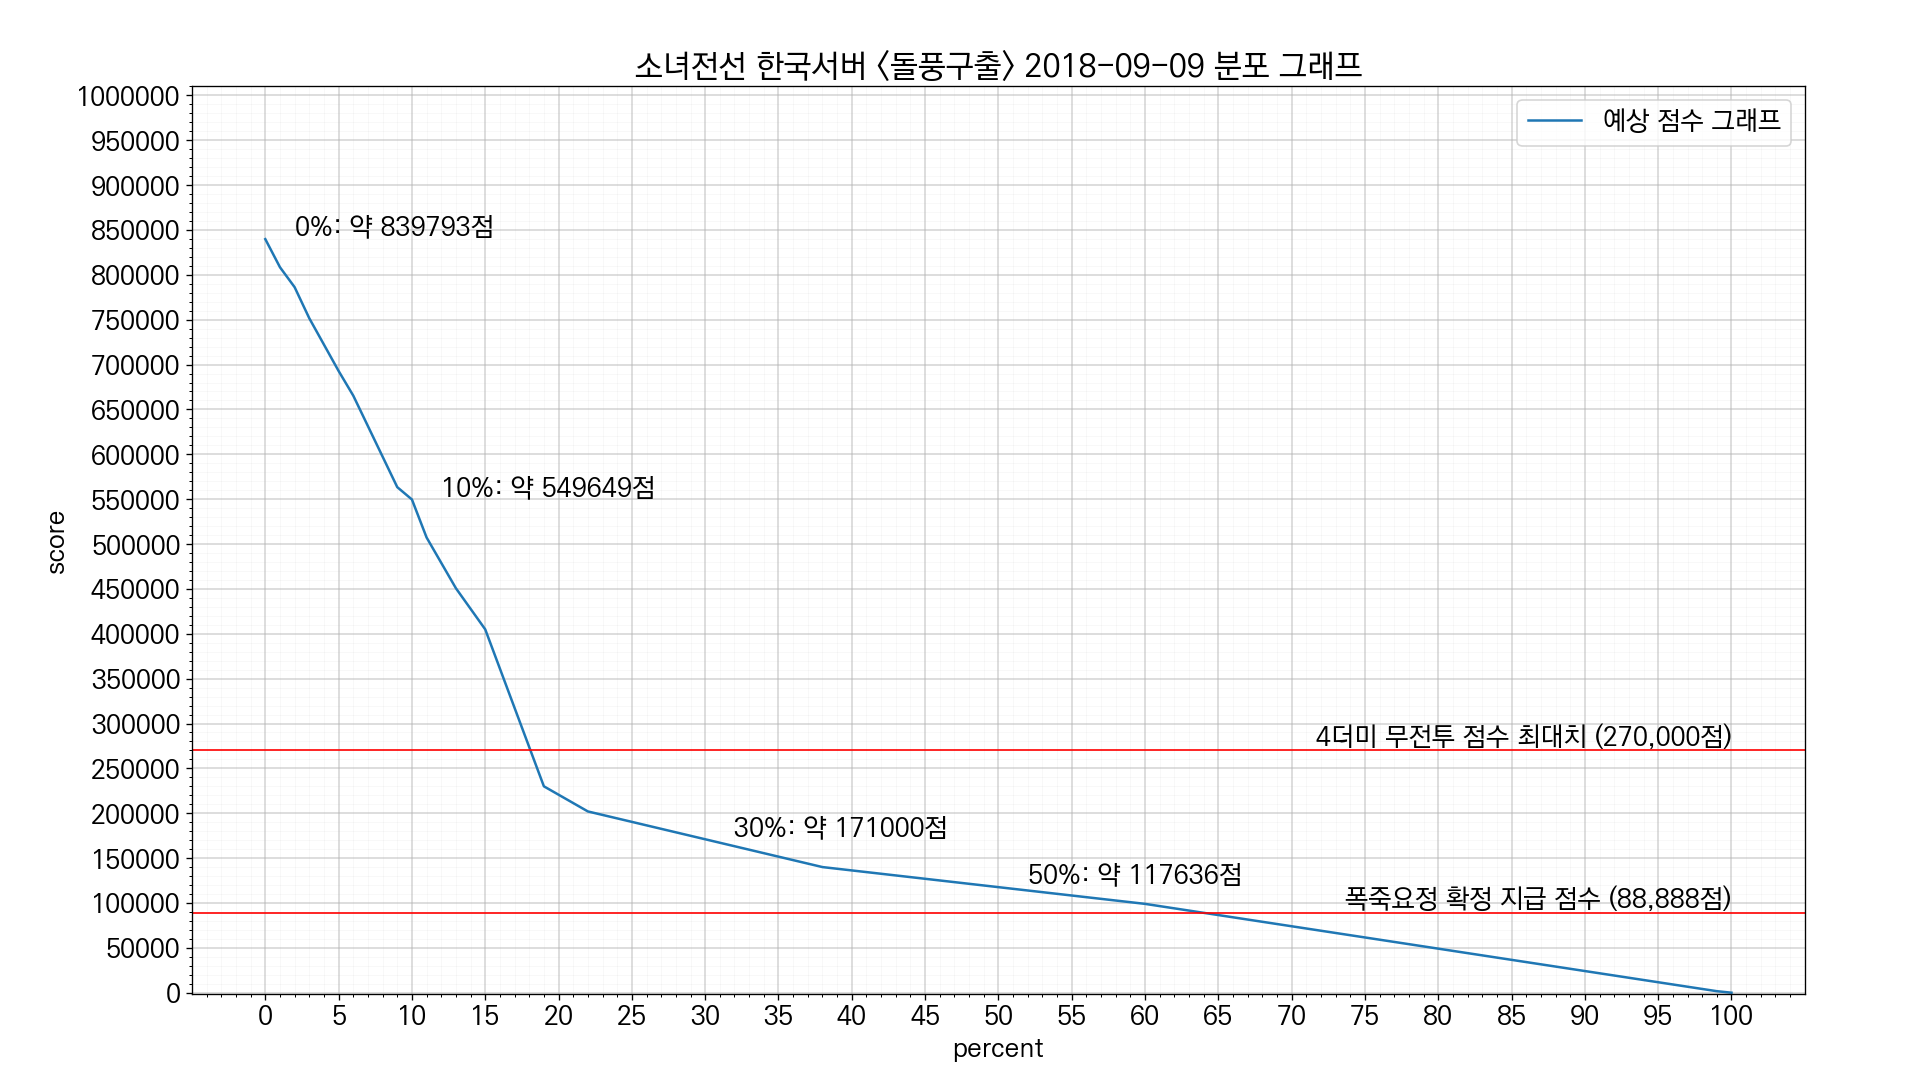 소녀전선 한국서버 〈돌풍구출〉 2018-09-09 분포 그래프
예상 점수 그래프
1000000
950000
900000
850000
800000
750000
700000
650000
600000
550000
500000
450000
400000
350000
300000
250000
200000
150000
100000
50000
0
score
0%: 약 839793점
10%: 약 549649점
4더미 무전투 점수 최대치 (270,000점)
30%: 약 171000점
50%: 약 117636점
폭죽요정 확정 지급 점수 (88,888점)
0 5 10 15 20 25 30 35 40 45 50 55 60 65 70 75 80 85 90 95 100
percent